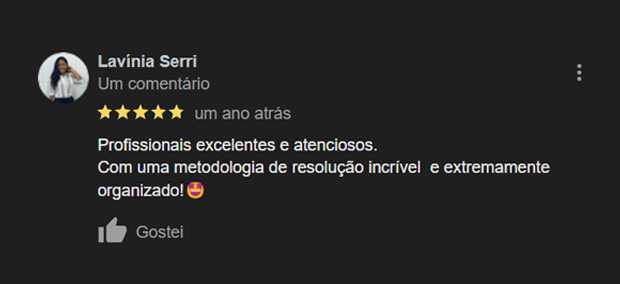 Lavínia Serri
Um comentário
um ano atrás
Profissionais excelentes e atenciosos.
Com uma metodologia de resolução incrível e extremamente
organizado!🤩
Gostei